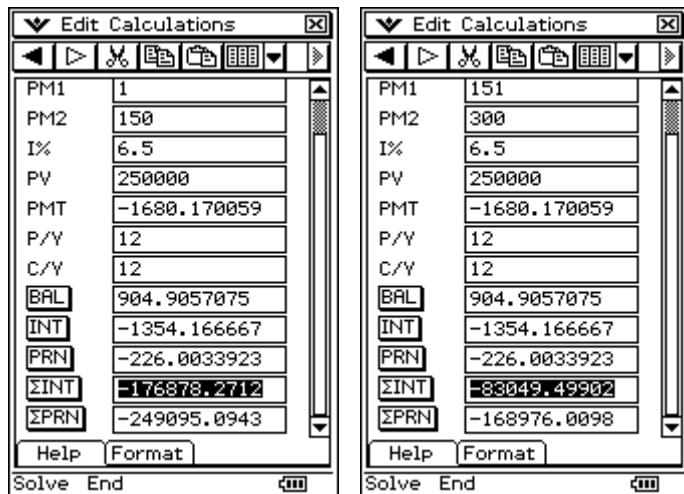 Edit Calculations
PM1 1
PM2 150
I% 6.5
PV 250000
PMT -1680.170059
P/Y 12
C/Y 12
BAL 904.9057075
INT -1354.166667
PRN -226.0033923
ΣINT -176878.2712
ΣPRN -249095.0943
Help Format
Solve End
Edit Calculations
PM1 151
PM2 300
I% 6.5
PV 250000
PMT -1680.170059
P/Y 12
C/Y 12
BAL 904.9057075
INT -1354.166667
PRN -226.0033923
ΣINT -83049.49902
ΣPRN -168976.0098
Help Format
Solve End